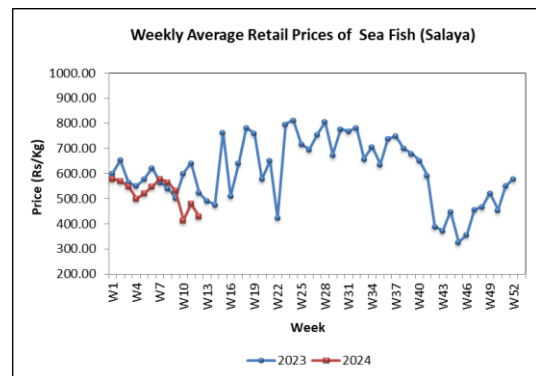 Weekly Average Retail Prices of Sea Fish (Salaya)
Price (Rs/Kg)
1000.00
900.00
800.00
700.00
600.00
500.00
400.00
300.00
200.00
W1 W4 W7 W10 W13 W16 W19 W22 W25 W28 W31 W34 W37 W40 W43 W46 W49 W52
Week
2023 2024